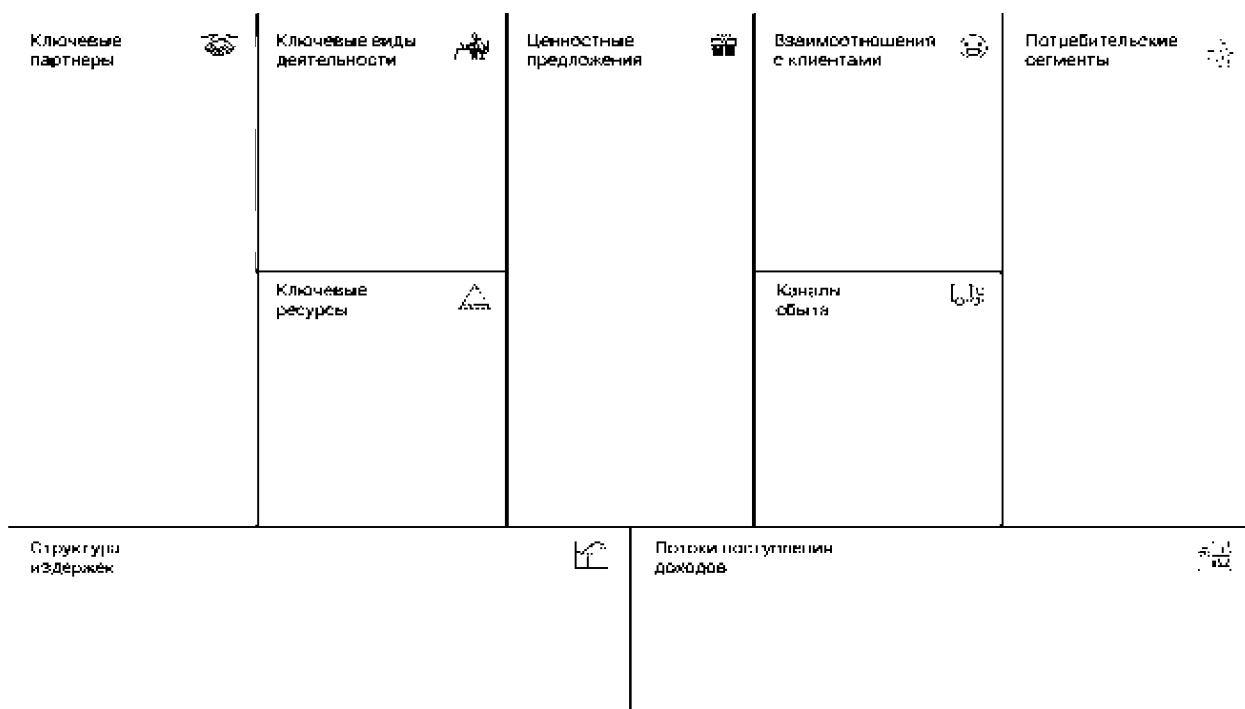 Ключевые
партнеры
Ключевые виды
деятельности
Ценностные
предложения
Взаимоотношения
с клиентами
Потребительские
сегменты
Ключевые
ресурсы
Каналы
сбыта
Структура
издержек
Потоки поступления
доходов